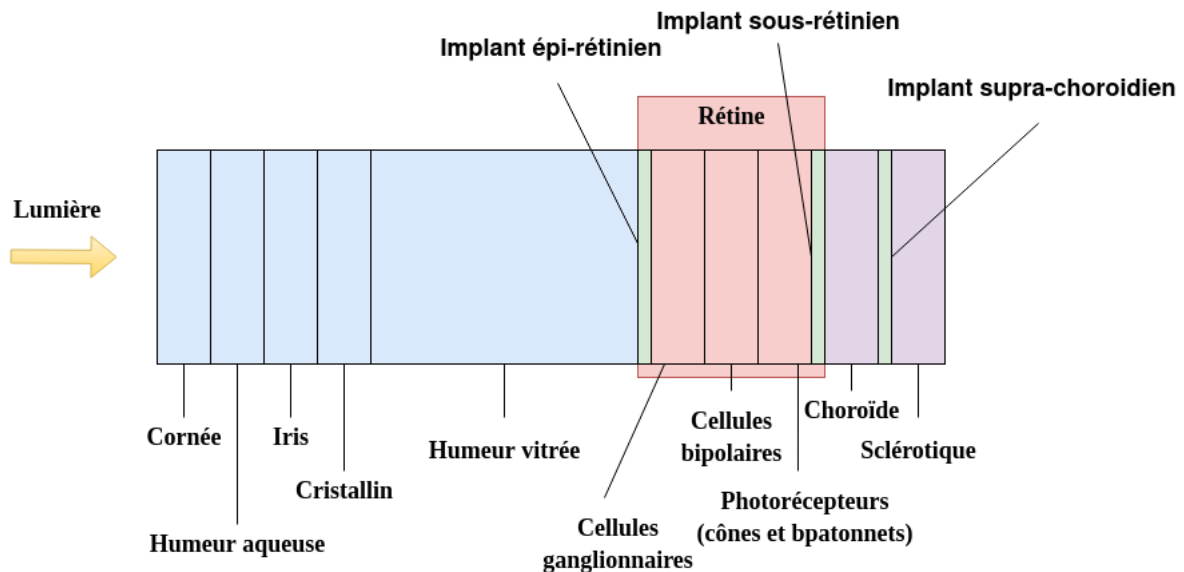 Implant sous-rétinien
Implant épi-rétinien
Implant supra-choroidien
Rétine
Lumière
Cornée
Iris
Humeur vitrée
Cellules
bipolaires
Choroïde
Sclérotique
Cristallin
Humeur aqueuse
Photorécepteurs
(cônes et bpatonnets)
Cellules
ganglionnaires